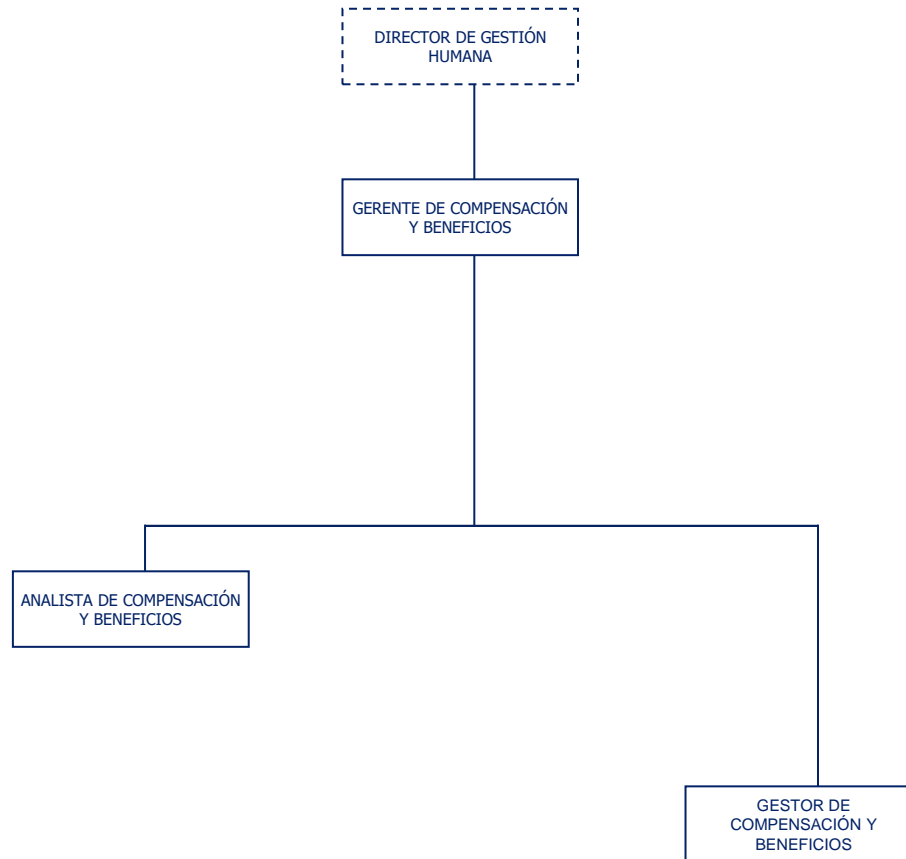 DIRECTOR DE GESTIÓN
HUMANA
GERENTE DE COMPENSACIÓN
Y BENEFICIOS
ANALISTA DE COMPENSACIÓN
Y BENEFICIOS
GESTOR DE
COMPENSACIÓN Y
BENEFICIOS